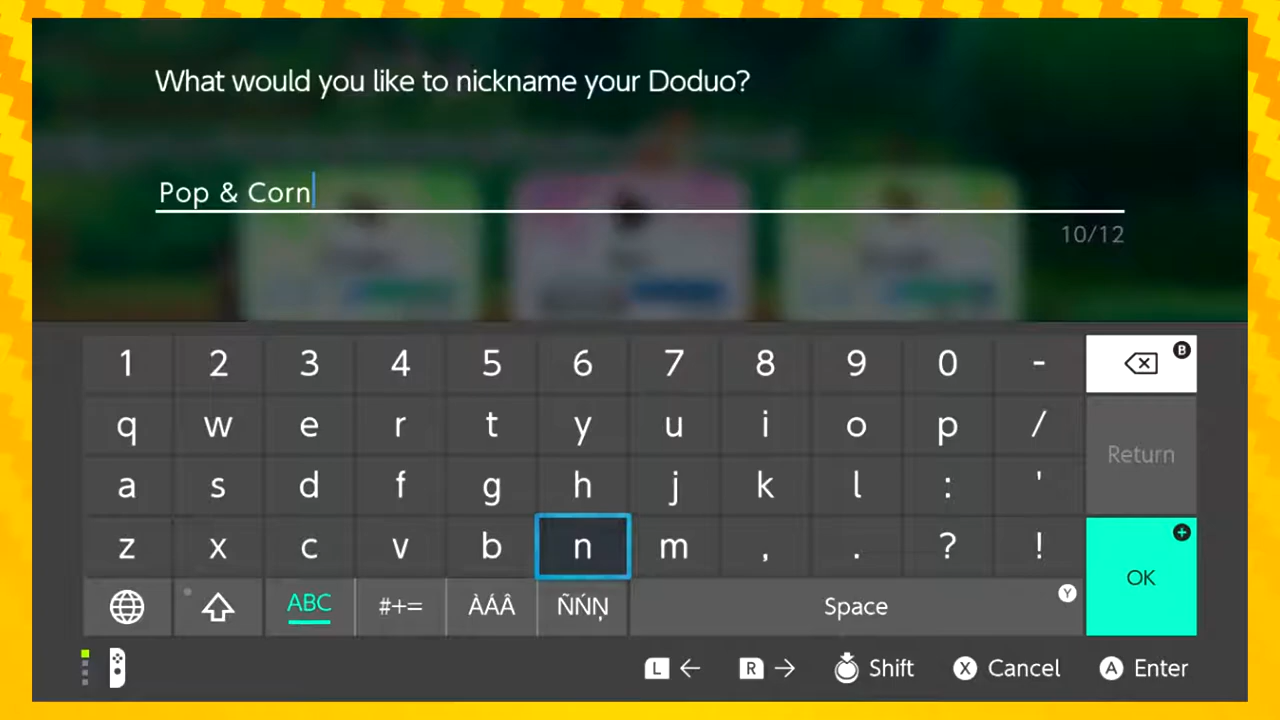 What would you like to nickname your Doduo?
Pop & Corn
10/12
1 2 3 4 5 6 7 8 9 0 - B
q w e r t y u i o p / Return
a s d f g h j k l : '
z x c v b n m , . ? ! + OK
ABC #+= ÀÁÂ ÑŃŅ Space Y
L ← R → Shift X Cancel A Enter